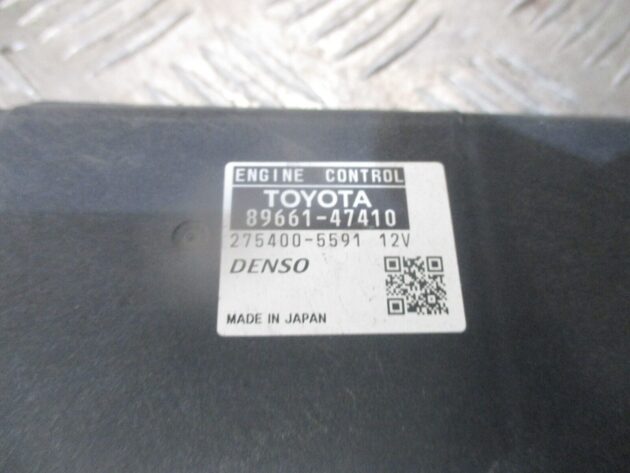 ENGINE CONTROL
TOYOTA
89661-47410
275400-5591 12V
DENSO
MADE IN JAPAN